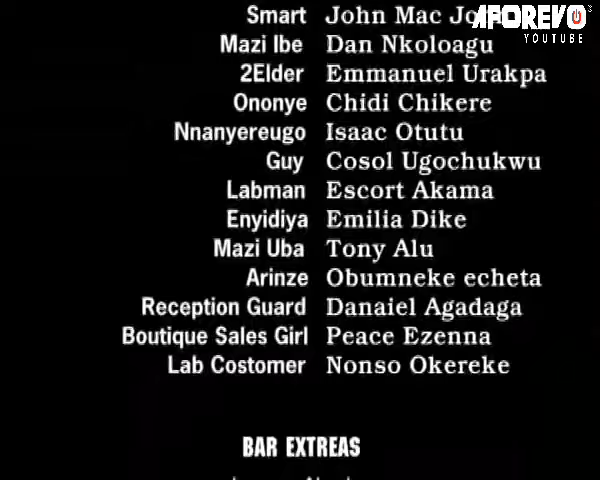 Smart John Mac
AFOREVO
YOUTUBE
Mazi Ibe Dan Nkoloagu
2Elder Emmanuel Urakpa
Ononye Chidi Chikere
Nnanyereugo Isaac Otutu
Guy Cosol Ugochukwu
Labman Escort Akama
Enyidiya Emilia Dike
Mazi Uba Tony Alu
Arinze Obumneke echeta
Reception Guard Danaiel Agadaga
Boutique Sales Girl Peace Ezenna
Lab Costomer Nonso Okereke
BAR EXTREAS